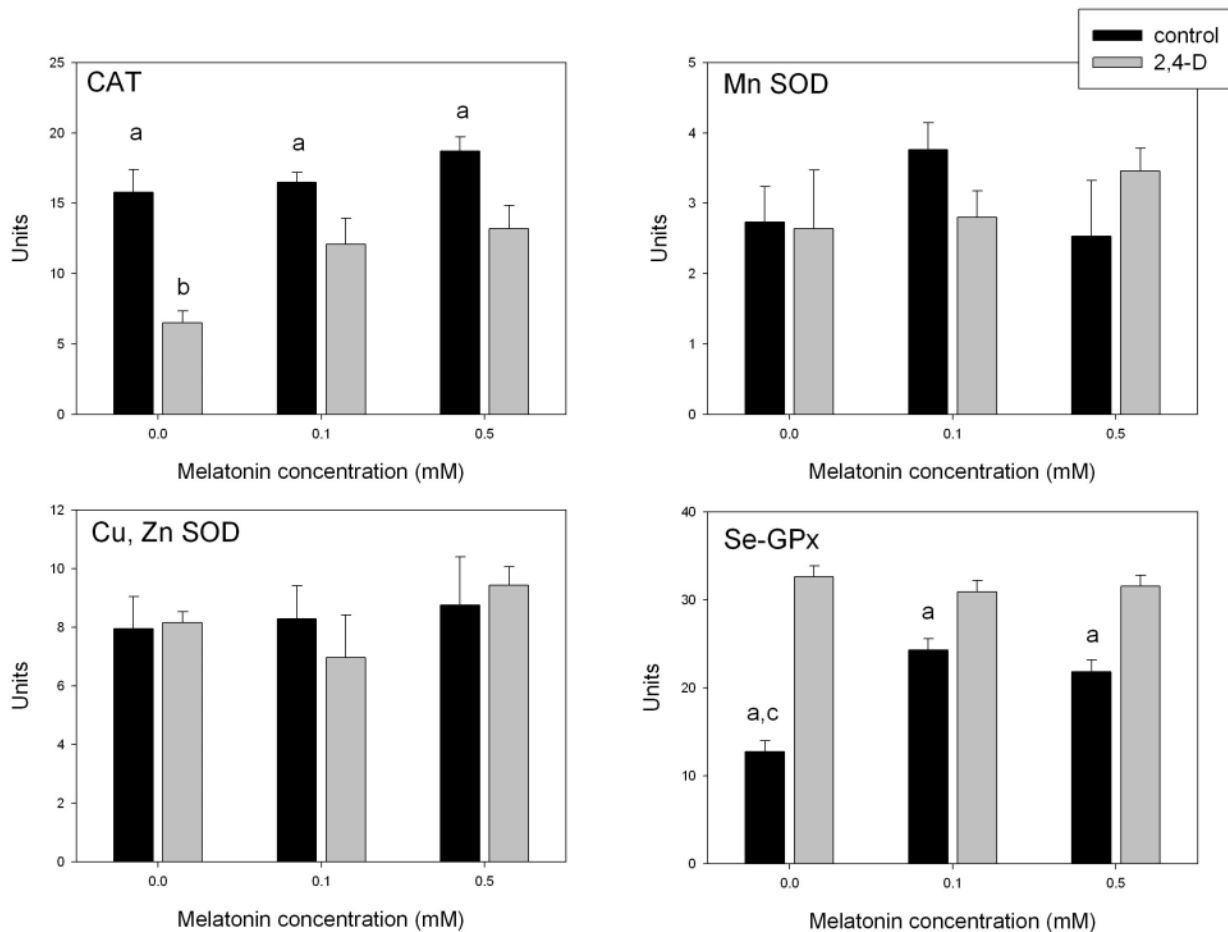 control
2,4-D
CAT
25
20
15
10
5
0
Units
a
a
a
b
0.0
0.1
0.5
Melatonin concentration (mM)
Mn SOD
5
4
3
2
1
0
Units
0.0
0.1
0.5
Melatonin concentration (mM)
Cu, Zn SOD
12
10
8
6
4
2
0
Units
0.0
0.1
0.5
Melatonin concentration (mM)
Se-GPx
40
30
20
10
0
Units
a,c
a
a
0.0
0.1
0.5
Melatonin concentration (mM)